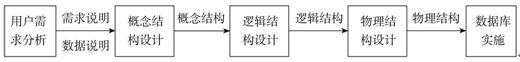 用户需
求分析
需求说明
数据说明
概念结
构设计
概念结构
逻辑结
构设计
逻辑结构
物理结
构设计
物理结构
数据库
实施